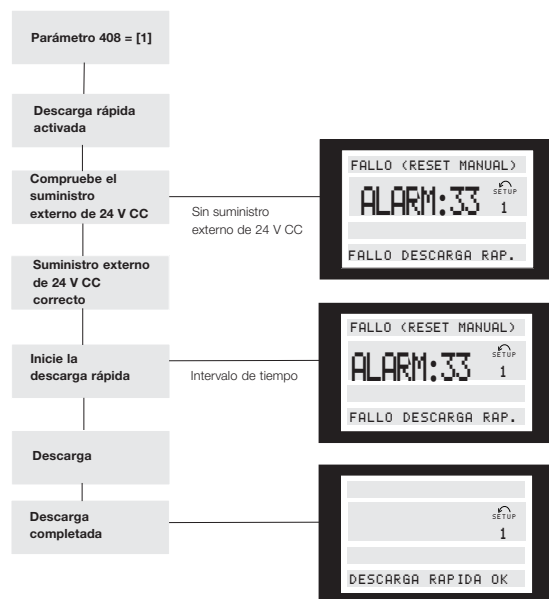 Parámetro 408 = [1]
Descarga rápida
activada
Compruebe el
suministro
externo de 24 V CC
Sin suministro
externo de 24 V CC
FALLO (RESET MANUAL)
ALARM:33
SETUP
1
FALLO DESCARGA RAP.
Suministro externo
de 24 V CC
correcto
Inicie la
descarga rápida
Intervalo de tiempo
FALLO (RESET MANUAL)
ALARM:33
SETUP
1
FALLO DESCARGA RAP.
Descarga
Descarga
completada
SETUP
1
DESCARGA RAPIDA OK